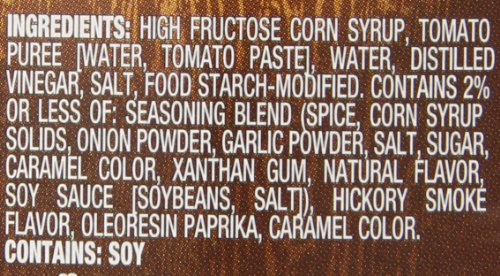 INGREDIENTS: HIGH FRUCTOSE CORN SYRUP, TOMATO
PUREE [WATER, TOMATO PASTE], WATER, DISTILLED
VINEGAR, SALT, FOOD STARCH-MODIFIED. CONTAINS 2%
OR LESS OF: SEASONING BLEND (SPICE, CORN SYRUP
SOLIDS, ONION POWDER, GARLIC POWDER, SALT, SUGAR,
CARAMEL COLOR, XANTHAN GUM, NATURAL FLAVOR,
SOY SAUCE [SOYBEANS, SALT]), HICKORY SMOKE
FLAVOR, OLEORESIN PAPRIKA, CARAMEL COLOR.
CONTAINS: SOY